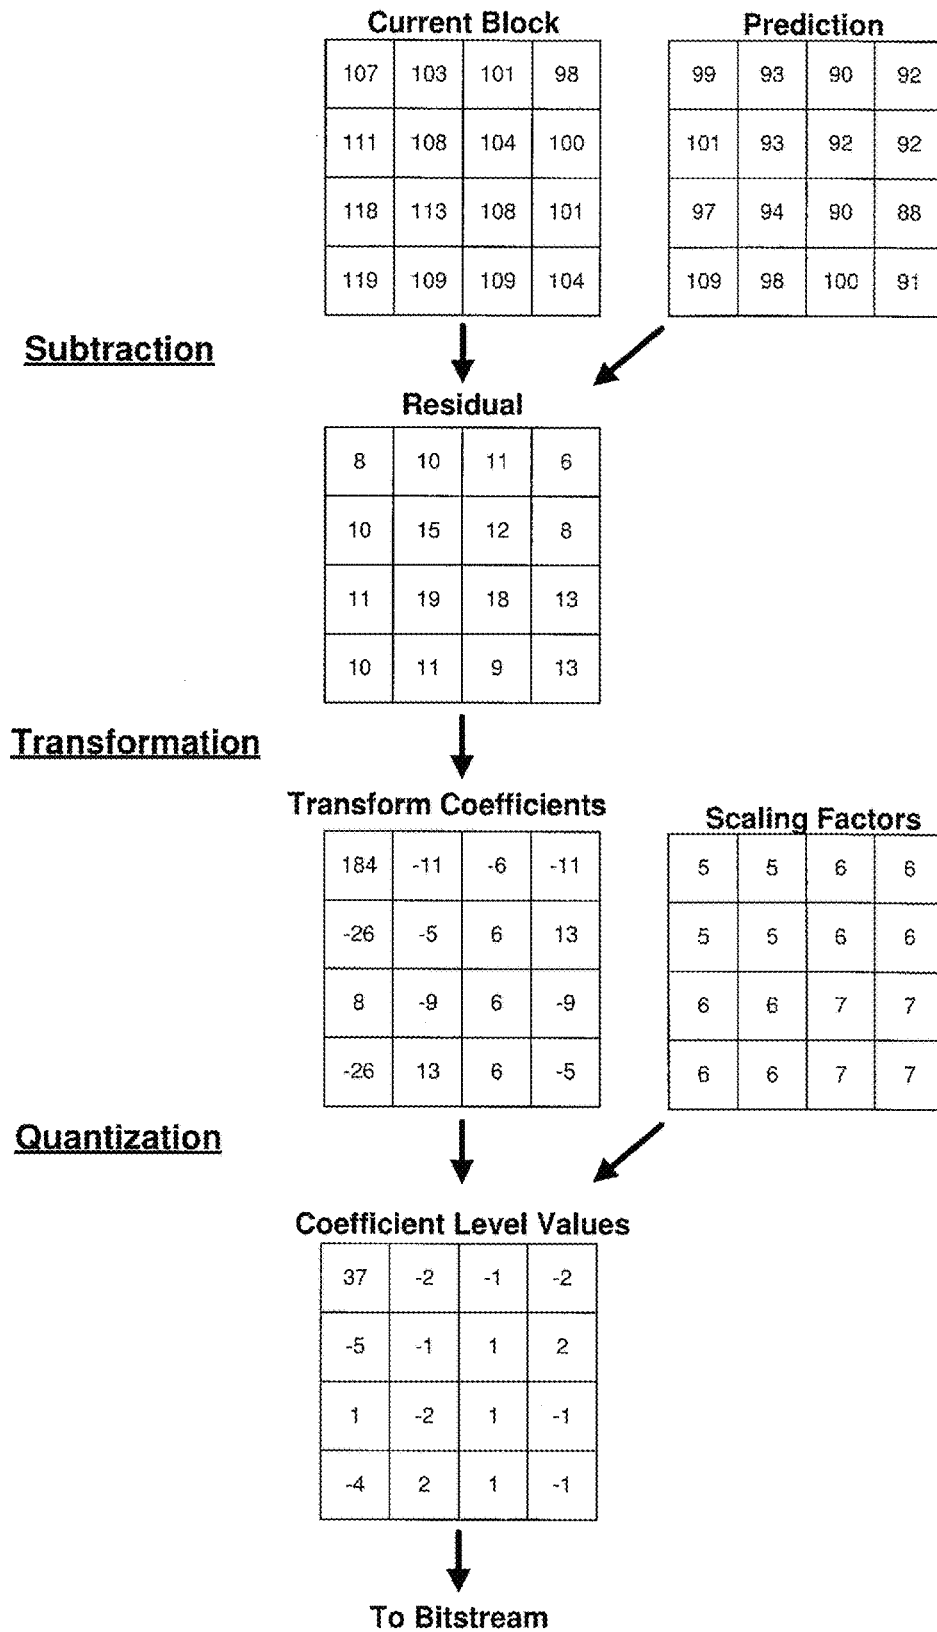 Current Block
Prediction
107 103 101 98
99 93 90 92
111 108 104 100
101 93 92 92
118 113 108 101
97 94 90 88
119 109 109 104
109 98 100 91
Subtraction
Residual
8 10 11 6
10 15 12 8
11 19 18 13
10 11 9 13
Transformation
Transform Coefficients
Scaling Factors
184 -11 -6 -11
5 5 6 6
-26 -5 6 13
5 5 6 6
8 -9 6 -9
6 6 7 7
-26 13 6 -5
6 6 7 7
Quantization
Coefficient Level Values
37 -2 -1 -2
-5 -1 1 2
1 -2 1 -1
-4 2 1 -1
To Bitstream